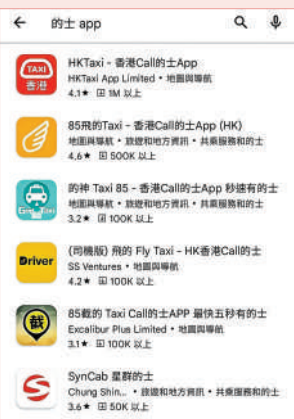 的士 app
TAXI
香港
HKTaxi - 香港Call的士App
HKTaxi App Limited • 地圖與導航
4.1★ 1M 以上
85飛的Taxi - 香港Call的士App (HK)
地圖與導航 • 旅遊和地方資訊 • 共乘服務和的士
4.6★ 500K 以上
的神 Taxi 85 - 香港Call的士App 秒速有的士
地圖與導航 • 旅遊和地方資訊 • 共乘服務和的士
3.2★ 100K 以上
Driver
(司機版) 飛的 Fly Taxi - HK香港Call的士
SS Ventures • 地圖與導航
4.2★ 100K 以上
截
85截的 Taxi Call的士APP 最快五秒有的士
Excalibur Plus Limited • 地圖與導航
3.1★ 100K 以上
SynCab 星群的士
Chung Shin... • 旅遊和地方資訊 • 共乘服務和的士
3.6★ 50K 以上